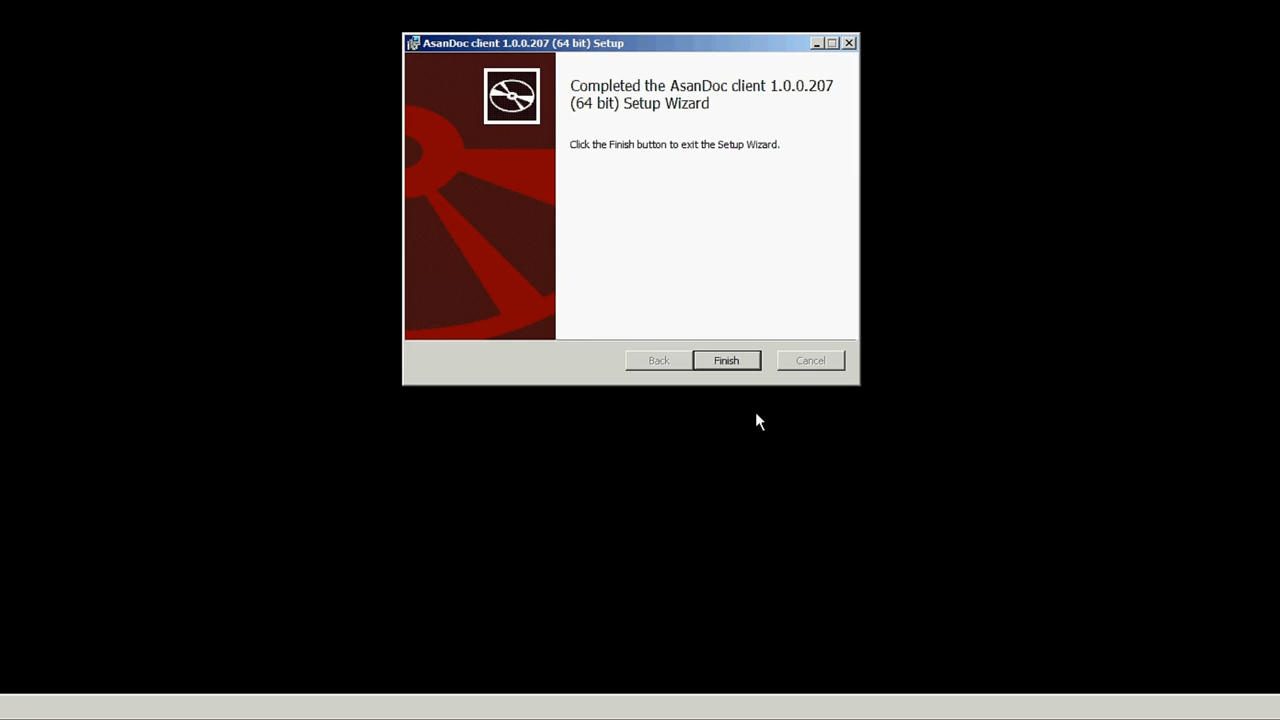 AsanDoc client 1.0.0.207 (64 bit) Setup
Completed the AsanDoc client 1.0.0.207
(64 bit) Setup Wizard
Click the Finish button to exit the Setup Wizard.
Back
Finish
Cancel